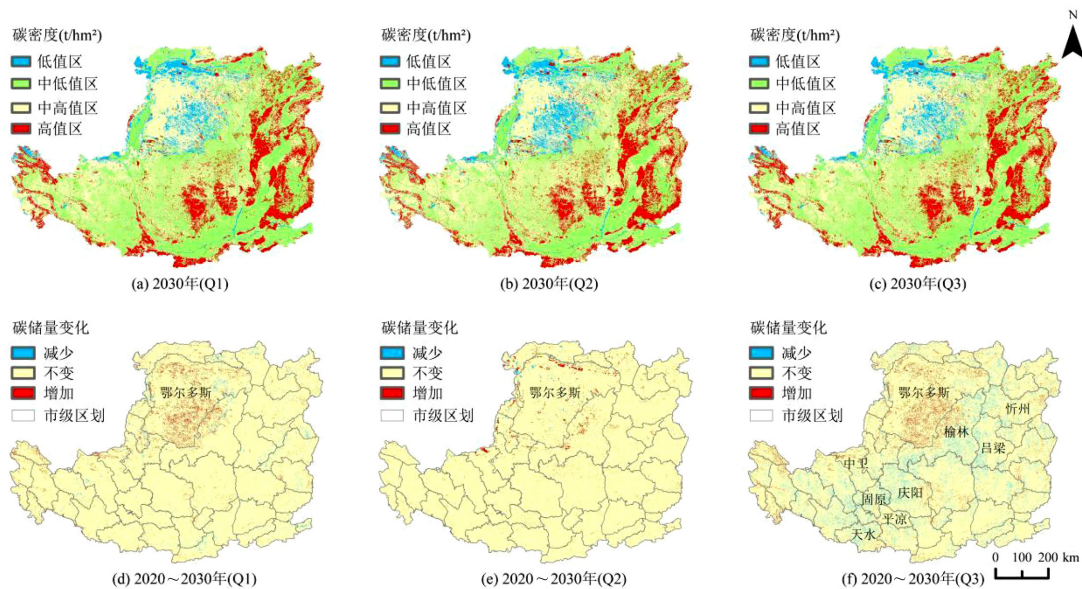 N
碳密度(t/hm²)
低值区
中低值区
中高值区
高值区
(a) 2030年(Q1)
碳密度(t/hm²)
低值区
中低值区
中高值区
高值区
(b) 2030年(Q2)
碳密度(t/hm²)
低值区
中低值区
中高值区
高值区
(c) 2030年(Q3)
碳储量变化
减少
不变
增加
市级区划
鄂尔多斯
(d) 2020～2030年(Q1)
碳储量变化
减少
不变
增加
市级区划
鄂尔多斯
(e) 2020～2030年(Q2)
碳储量变化
减少
不变
增加
市级区划
鄂尔多斯
忻州
榆林
吕梁
中卫
固原
庆阳
平凉
天水
0 100 200 km
(f) 2020～2030年(Q3)